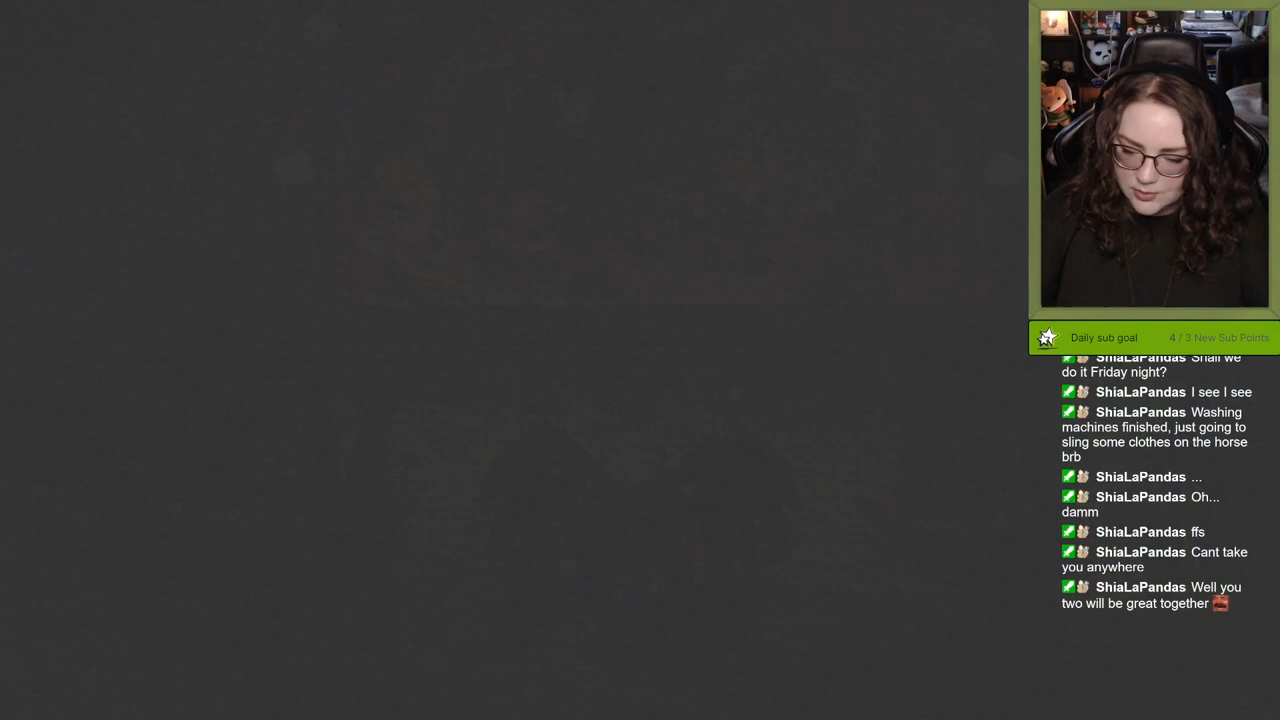 Daily sub goal 4 / 3 New Sub Points
ShiaLaPandas Shall we
do it Friday night?
ShiaLaPandas I see I see
ShiaLaPandas Washing
machines finished, just going to
sling some clothes on the horse
brb
ShiaLaPandas ...
ShiaLaPandas Oh...
damm
ShiaLaPandas ffs
ShiaLaPandas Cant take
you anywhere
ShiaLaPandas Well you
two will be great together